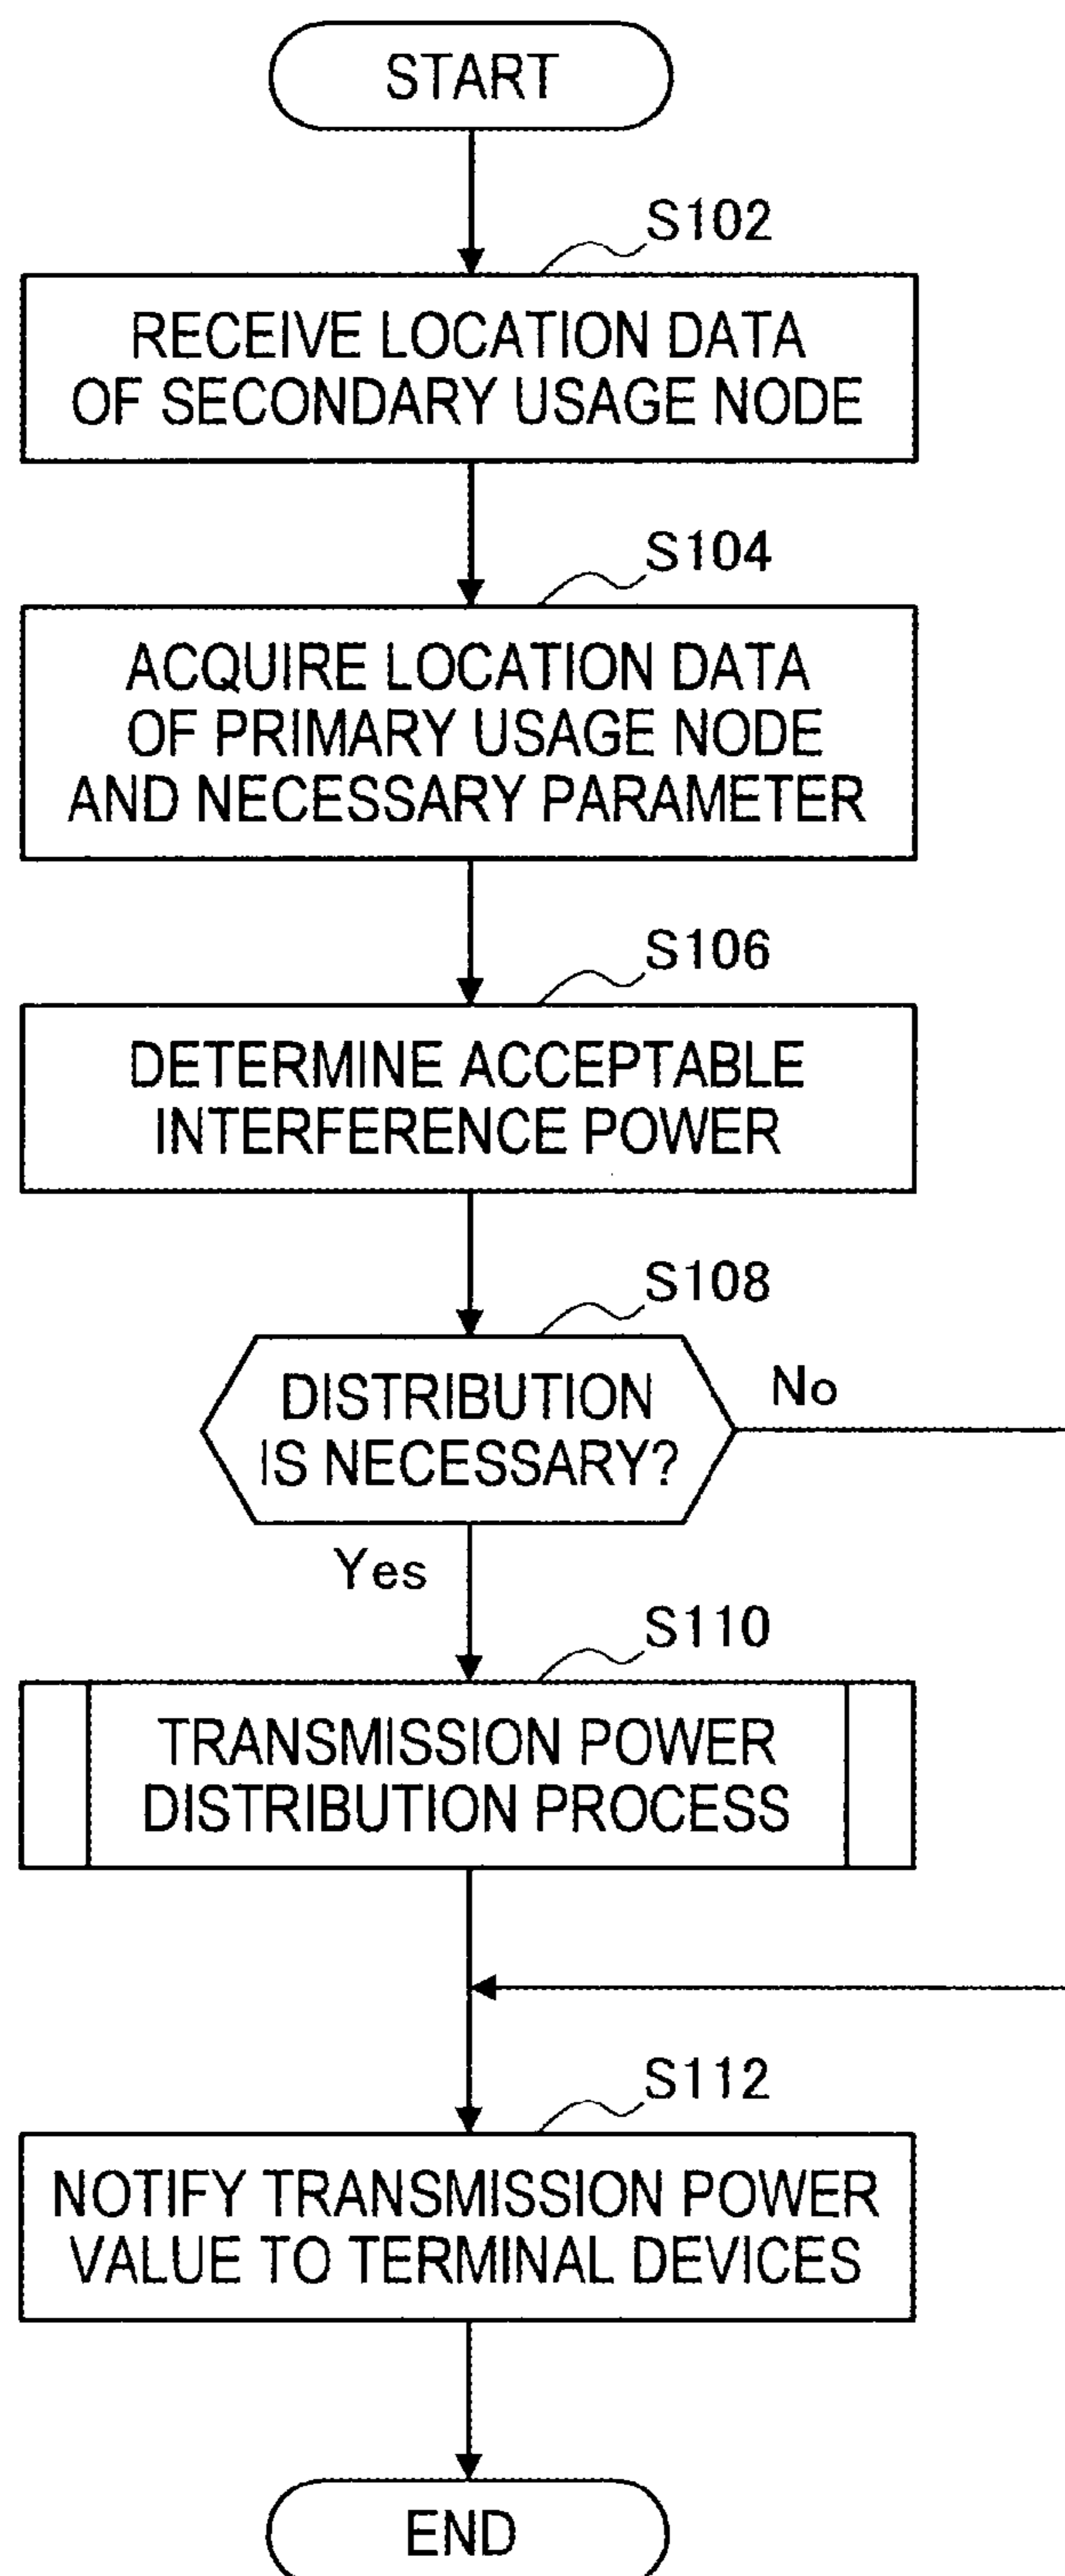 START
S102
RECEIVE LOCATION DATA
OF SECONDARY USAGE NODE
S104
ACQUIRE LOCATION DATA
OF PRIMARY USAGE NODE
AND NECESSARY PARAMETER
S106
DETERMINE ACCEPTABLE
INTERFERENCE POWER
S108
DISTRIBUTION
IS NECESSARY?
No
Yes
S110
TRANSMISSION POWER
DISTRIBUTION PROCESS
S112
NOTIFY TRANSMISSION POWER
VALUE TO TERMINAL DEVICES
END